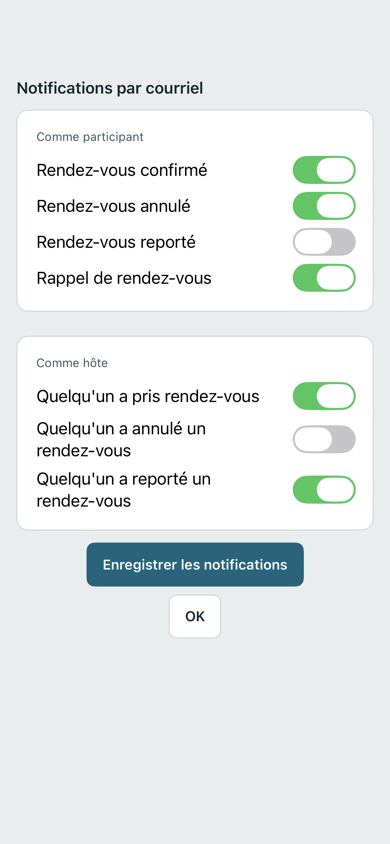 Notifications par courriel
Comme participant
Rendez-vous confirmé
Rendez-vous annulé
Rendez-vous reporté
Rappel de rendez-vous
Comme hôte
Quelqu'un a pris rendez-vous
Quelqu'un a annulé un
rendez-vous
Quelqu'un a reporté un
rendez-vous
Enregistrer les notifications
OK